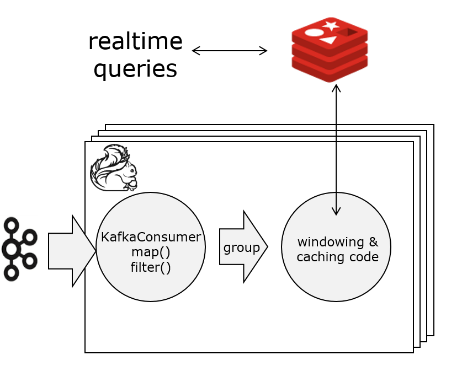 realtime
queries
KafkaConsumer
map()
filter()
group
windowing &
caching code